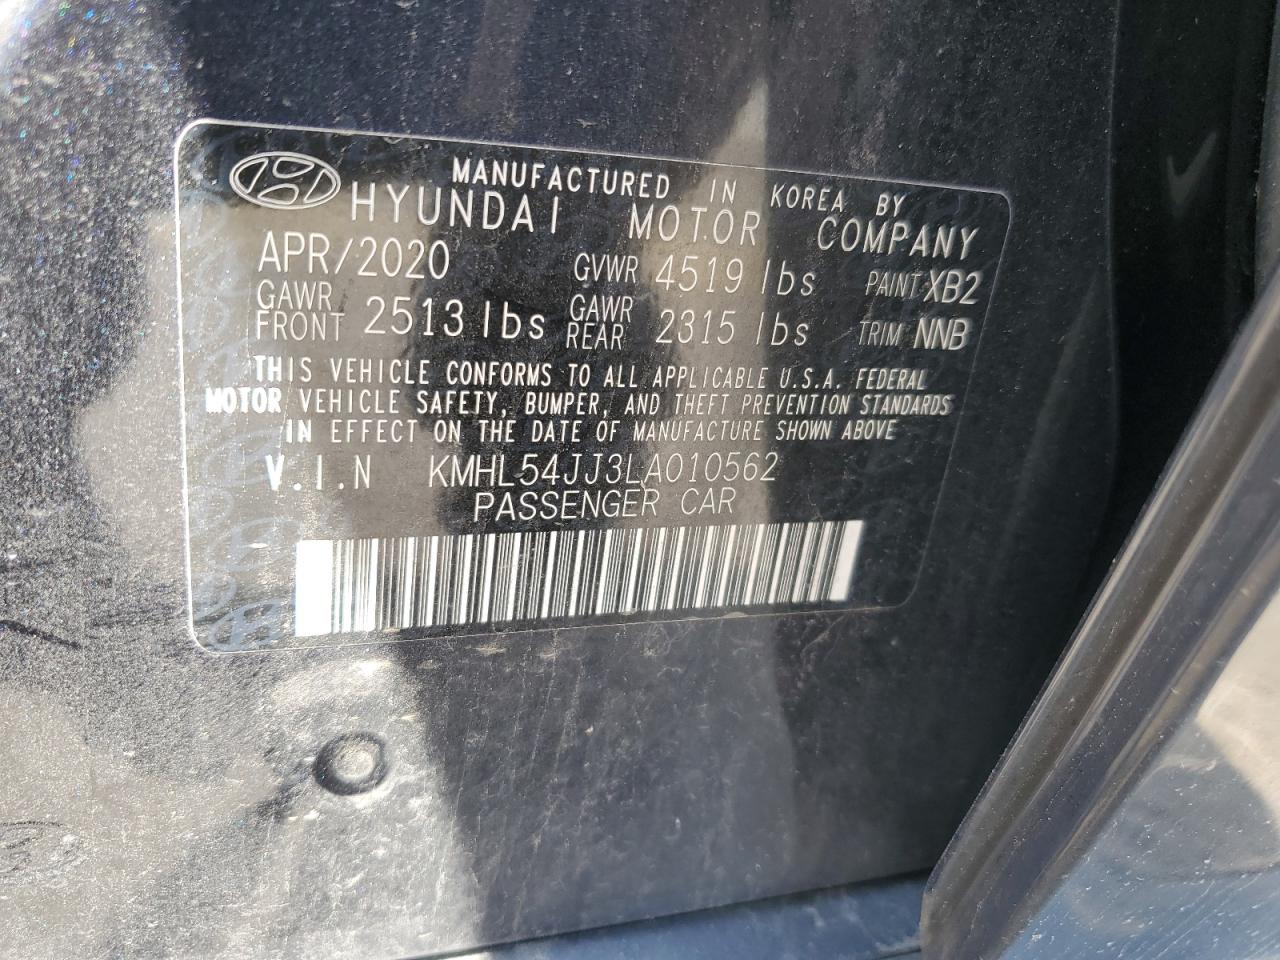 MANUFACTURED IN KOREA BY
HYUNDAI MOTOR COMPANY
APR/2020 GVWR 4519 lbs PAINT XB2
GAWR FRONT 2513 lbs GAWR REAR 2315 lbs TRIM NNB
THIS VEHICLE CONFORMS TO ALL APPLICABLE U.S.A. FEDERAL
MOTOR VEHICLE SAFETY, BUMPER, AND THEFT PREVENTION STANDARDS
IN EFFECT ON THE DATE OF MANUFACTURE SHOWN ABOVE
V.I.N KMHL54JJ3LA010562
PASSENGER CAR